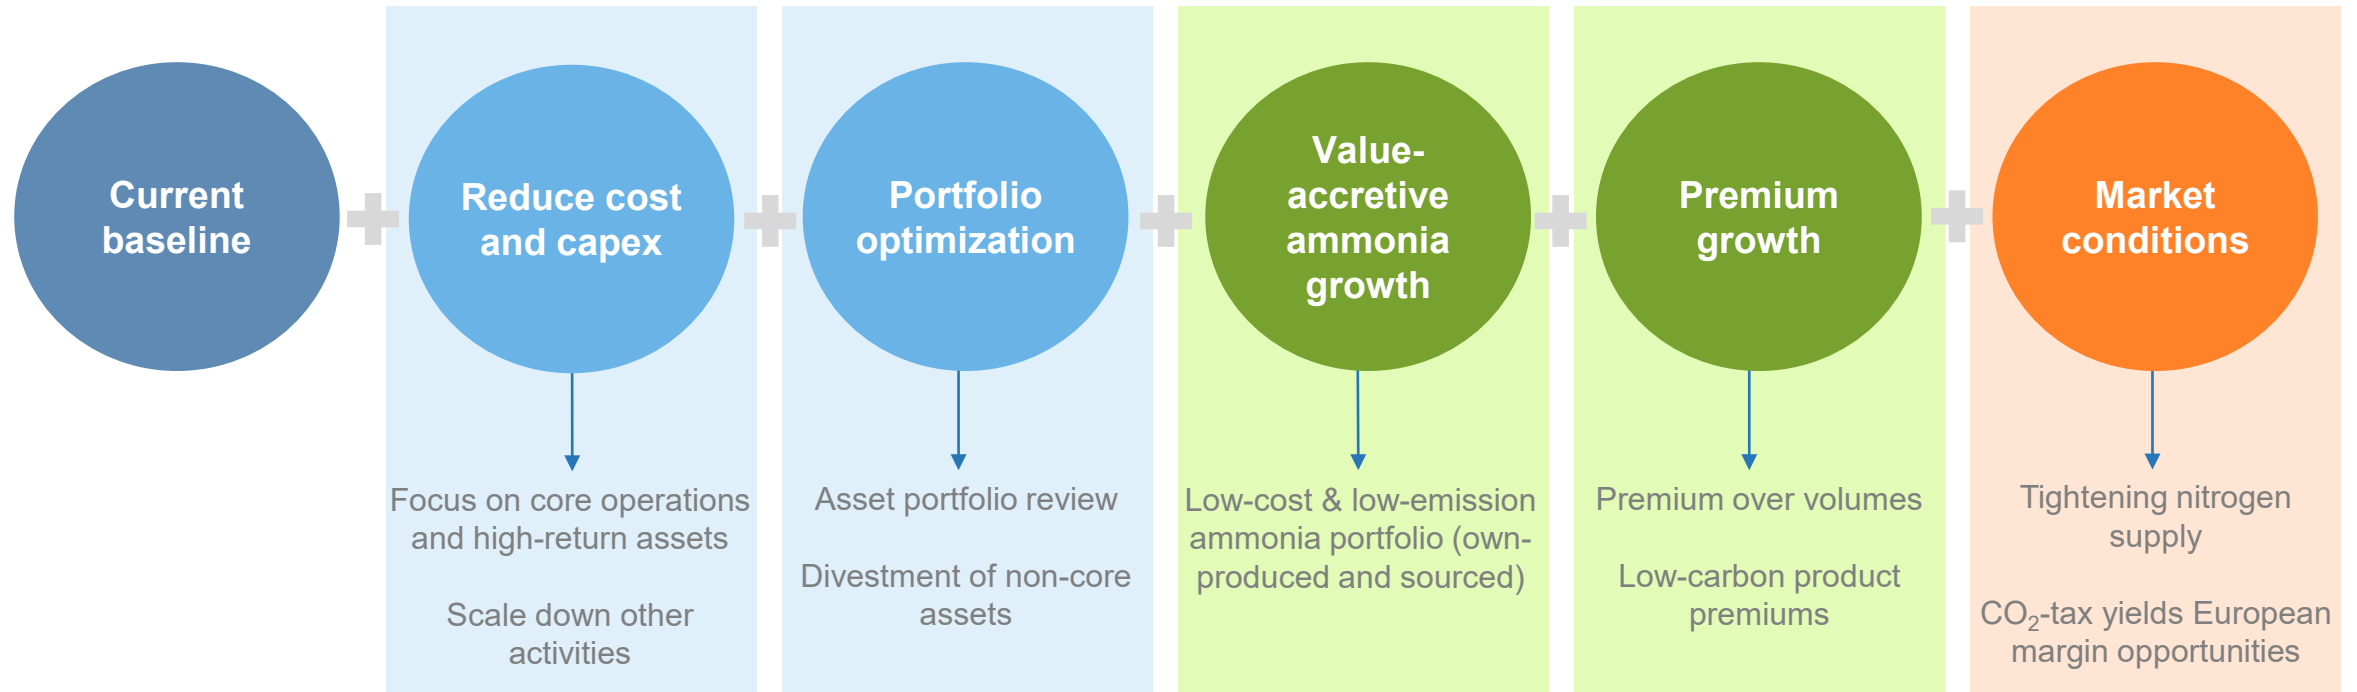 Current
baseline
Reduce cost
and capex
Portfolio
optimization
Value-
accretive
ammonia
growth
Premium
growth
Market
conditions
Focus on core operations
and high-return assets
Scale down other
activities
Asset portfolio review
Divestment of non-core
assets
Low-cost & low-emission
ammonia portfolio (own-
produced and sourced)
Premium over volumes
Low-carbon product
premiums
Tightening nitrogen
supply
CO₂-tax yields European
margin opportunities